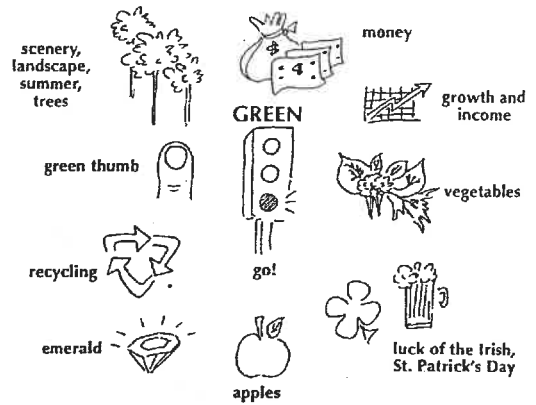 money
scenery,
landscape,
summer,
trees
GREEN
growth and
income
green thumb
vegetables
recycling
go!
emerald
apples
luck of the Irish,
St. Patrick's Day